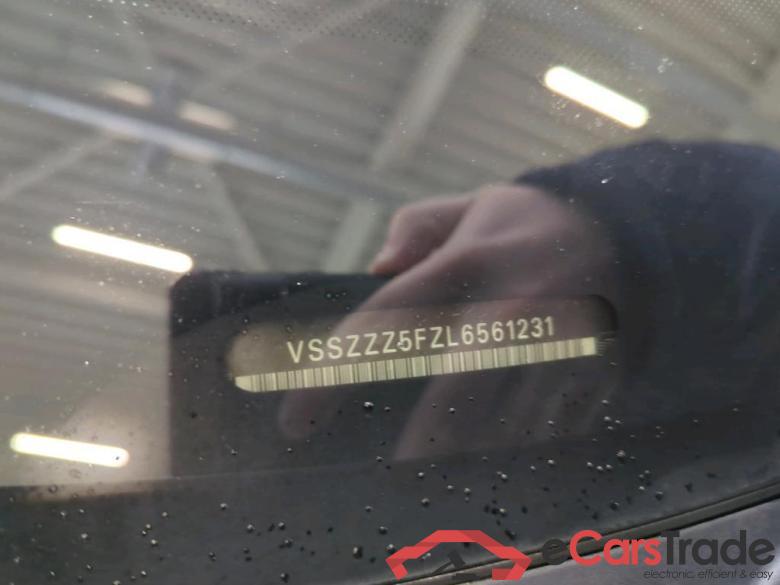 VSSZZZ5FZL6561231
eCarsTrade
electronic, efficient & easy